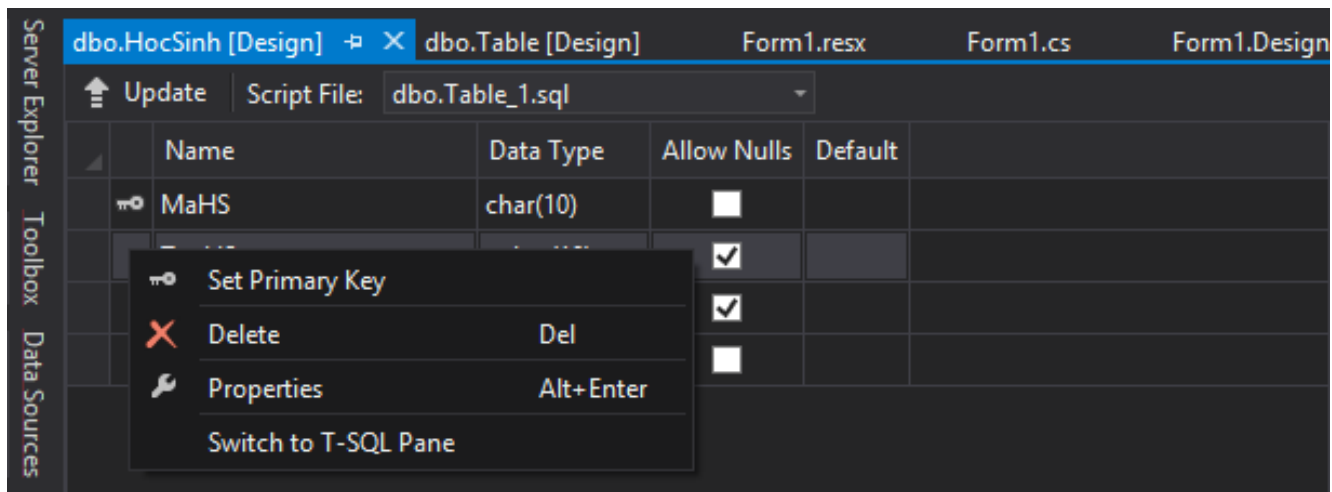 Server Explorer
Toolbox
Data Sources
dbo.HocSinh [Design] dbo.Table [Design] Form1.resx Form1.cs Form1.Design
Update Script File: dbo.Table_1.sql
Name Data Type Allow Nulls Default
MaHS char(10)
Set Primary Key
Delete Del
Properties Alt+Enter
Switch to T-SQL Pane